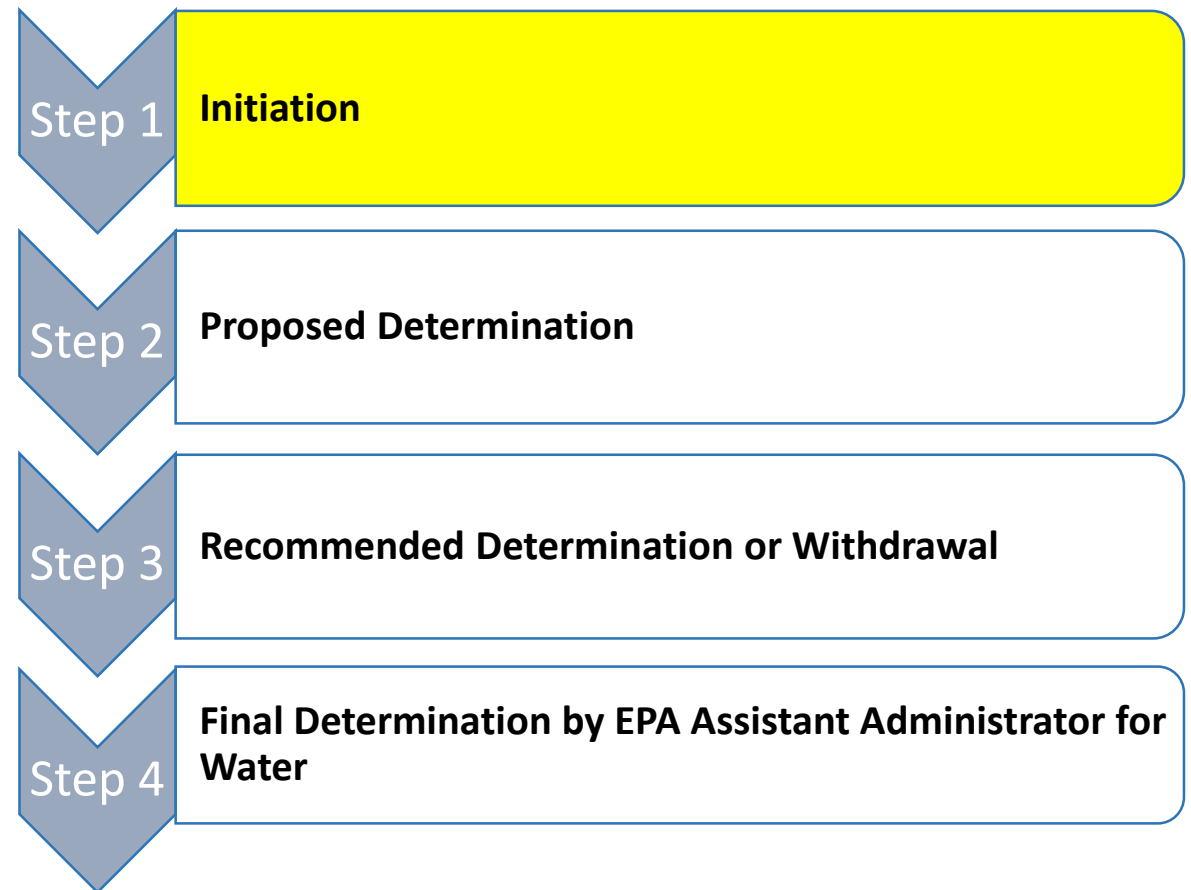 Step 1
Initiation
Step 2
Proposed Determination
Step 3
Recommended Determination or Withdrawal
Step 4
Final Determination by EPA Assistant Administrator for
Water